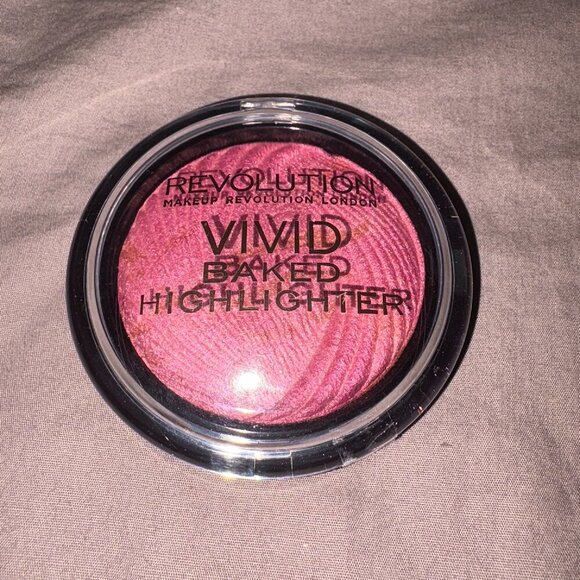 REVOLUTION
MAKEUP REVOLUTION LONDON
VIVID
BAKED
HIGHLIGHTER